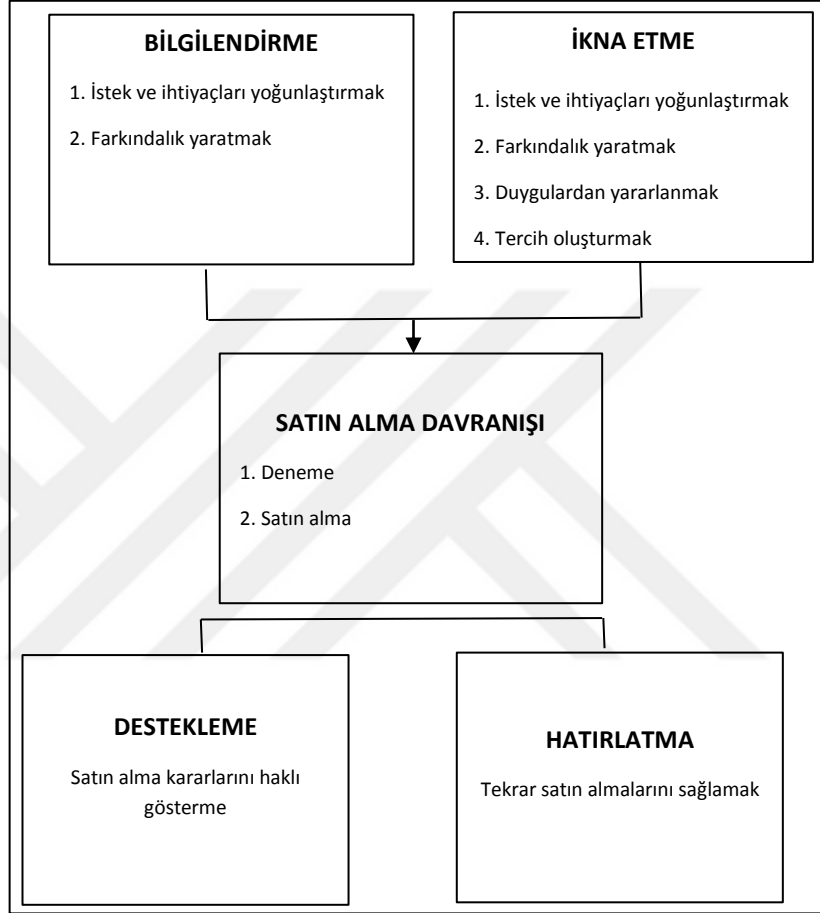 BİLGİLENDİRME
1. İstek ve ihtiyaçları yoğunlaştırmak
2. Farkındalık yaratmak
İKNA ETME
1. İstek ve ihtiyaçları yoğunlaştırmak
2. Farkındalık yaratmak
3. Duygulardan yararlanmak
4. Tercih oluşturmak
SATIN ALMA DAVRANIŞI
1. Deneme
2. Satın alma
DESTEKLEME
Satın alma kararlarını haklı
gösterme
HATIRLATMA
Tekrar satın almalarını sağlamak